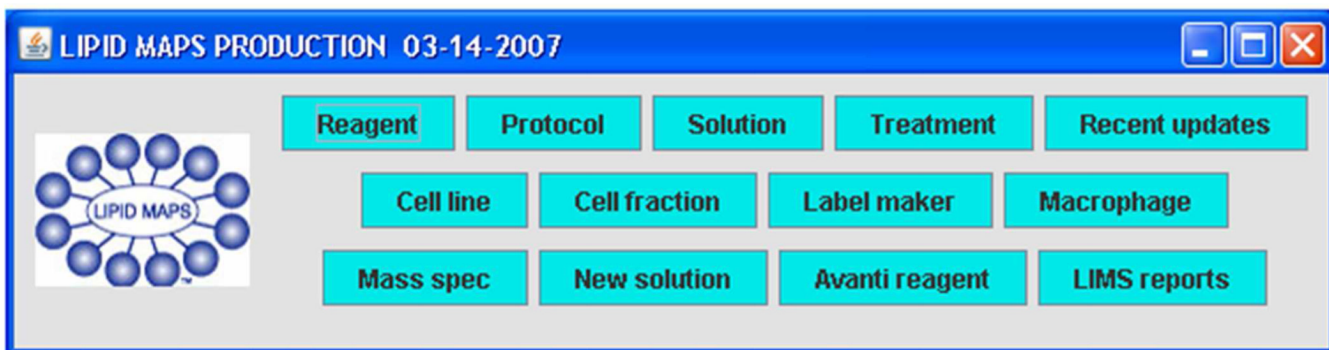 LIPID MAPS PRODUCTION 03-14-2007
Reagent Protocol Solution Treatment Recent updates
LIPID MAPS
Cell line Cell fraction Label maker Macrophage
Mass spec New solution Avanti reagent LIMS reports
™